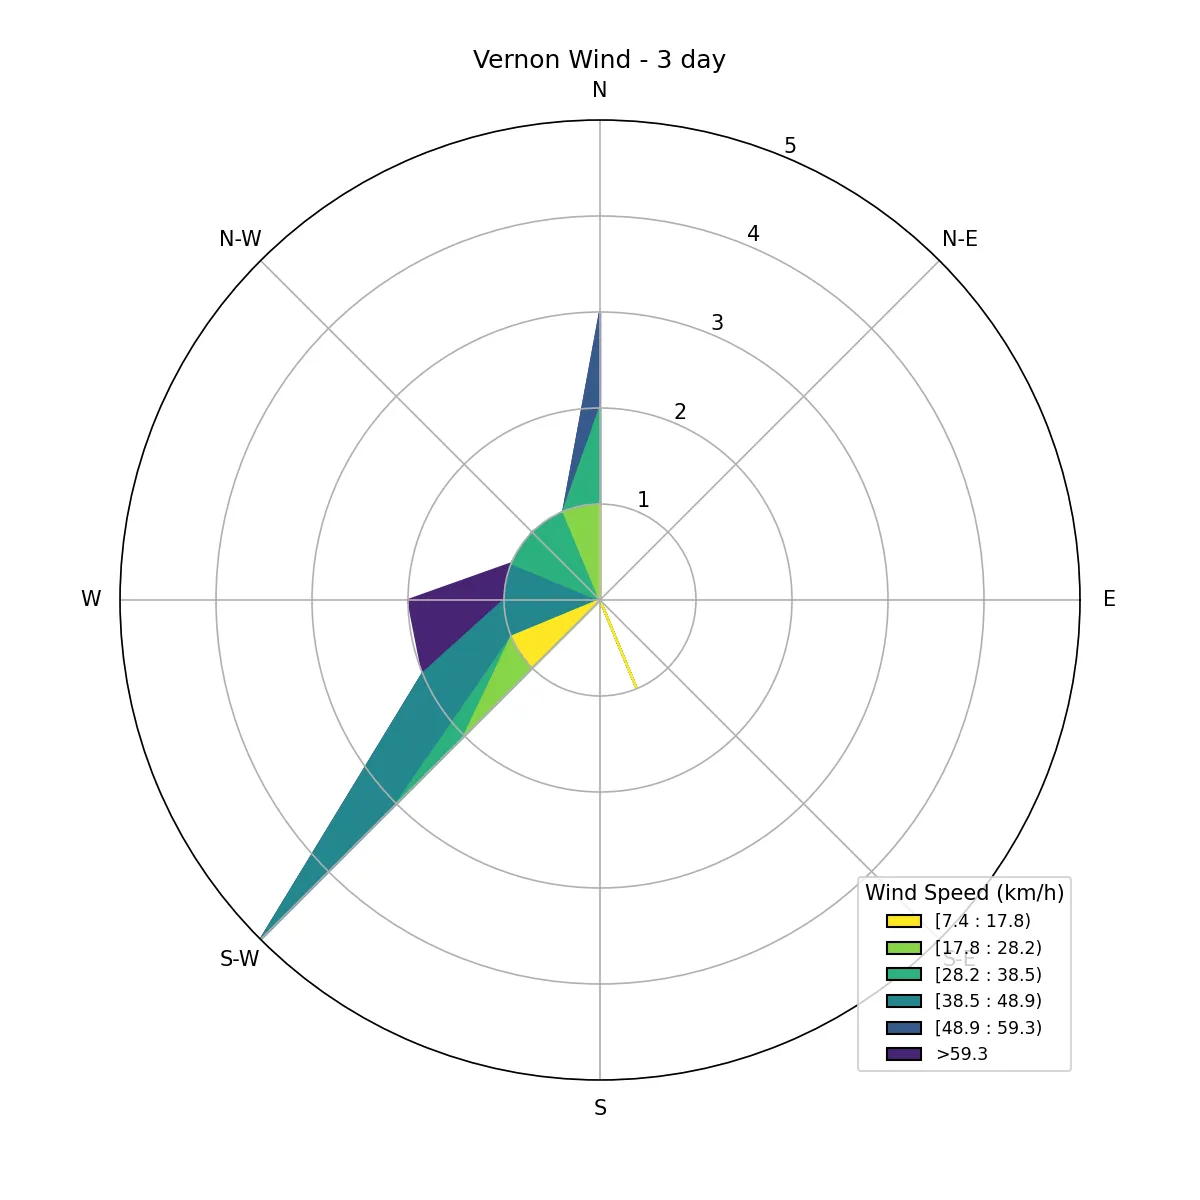 Vernon Wind - 3 day
N
5
N-W
N-E
4
3
2
1
W
E
S-W
S-E
S
Wind Speed (km/h)
[7.4 : 17.8)
[17.8 : 28.2)
[28.2 : 38.5)
[38.5 : 48.9)
[48.9 : 59.3)
>59.3